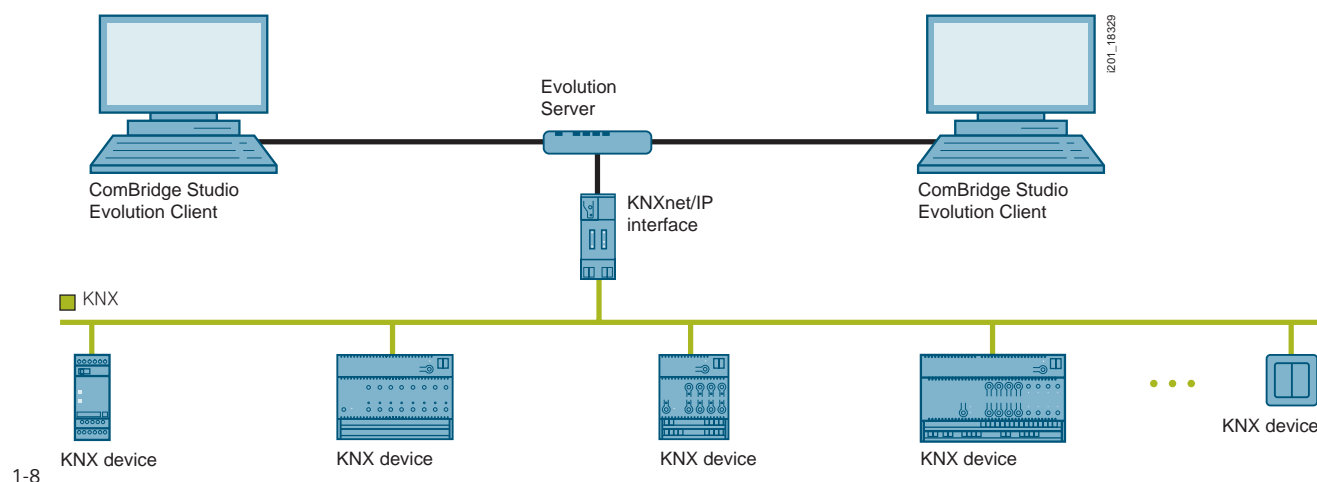 i201_18329
Evolution
Server
ComBridge Studio
Evolution Client
KNXnet/IP
interface
ComBridge Studio
Evolution Client
KNX
KNX device
KNX device
KNX device
KNX device
KNX device
1-8